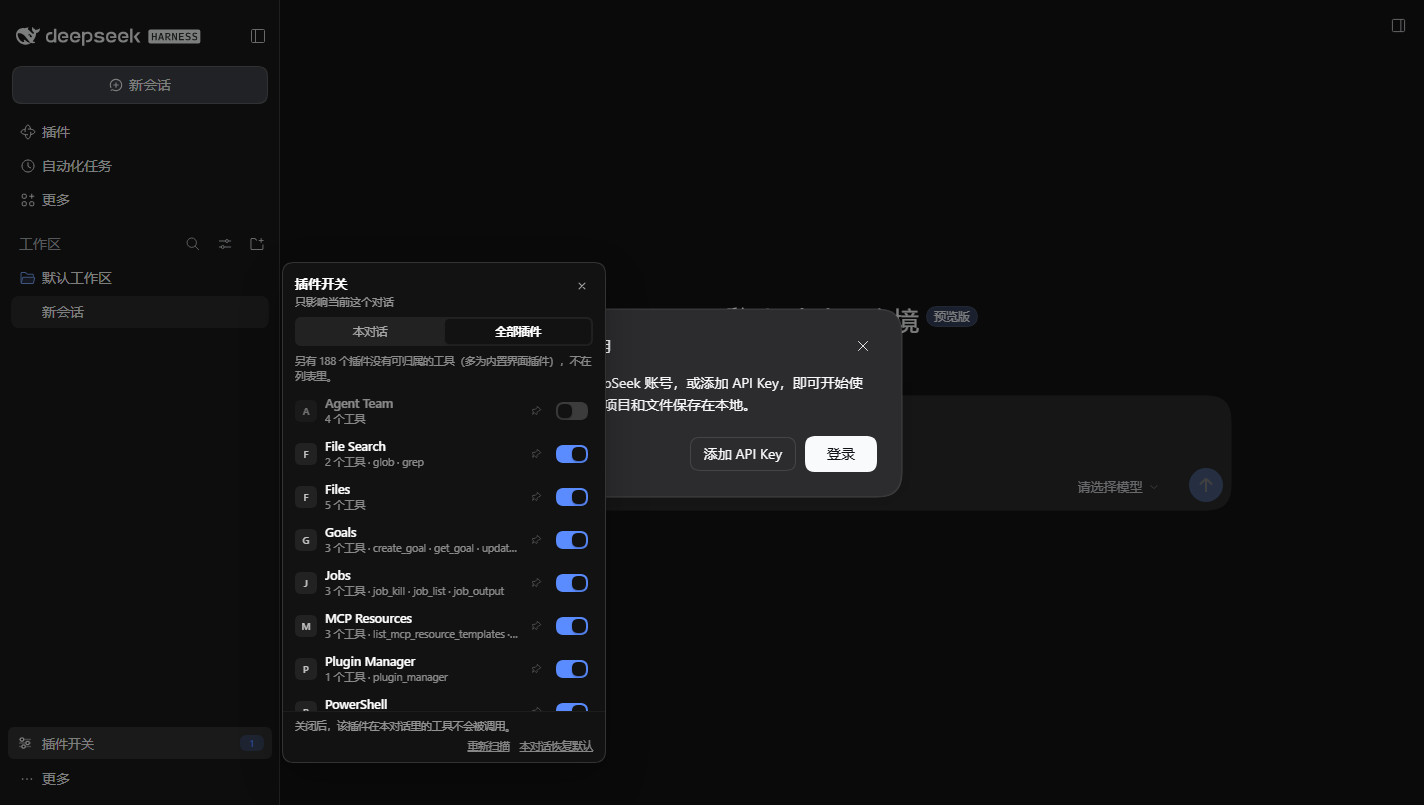 deepseek HARNESS
新会话
插件
自动化任务
更多
工作区
默认工作区
新会话
插件开关
1
更多
插件开关
只影响当前这个对话
本对话
全部插件
另有 188 个插件没有可归属的工具（多为内置界面插件），不在
列表里。
A
Agent Team
4 个工具
F
File Search
2 个工具 · glob · grep
F
Files
5 个工具
G
Goals
3 个工具 · create_goal · get_goal · updat...
J
Jobs
3 个工具 · job_kill · job_list · job_output
M
MCP Resources
3 个工具 · list_mcp_resource_templates ·...
P
Plugin Manager
1 个工具 · plugin_manager
PowerShell
关闭后，该插件在本对话里的工具不会被调用。
重新扫描
本对话恢复默认
境
预览版
Seek 账号，或添加 API Key，即可开始使
项目和文件保存在本地。
添加 API Key
登录
请选择模型